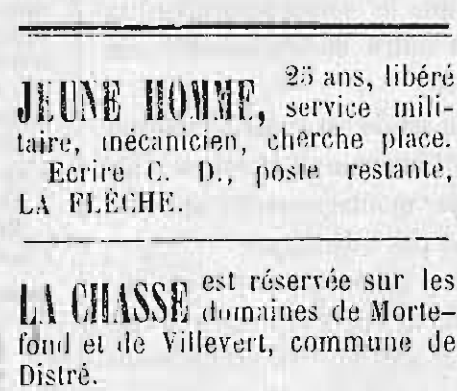 JEUNE HOMME, 25 ans, libéré
service mili-
taire, mécanicien, cherche place.
Ecrire C. D., poste restante,
LA FLÈCHE.
LA CHASSE est réservée sur les
domaines de Morte-
fond et de Villevert, commune de
Distré.